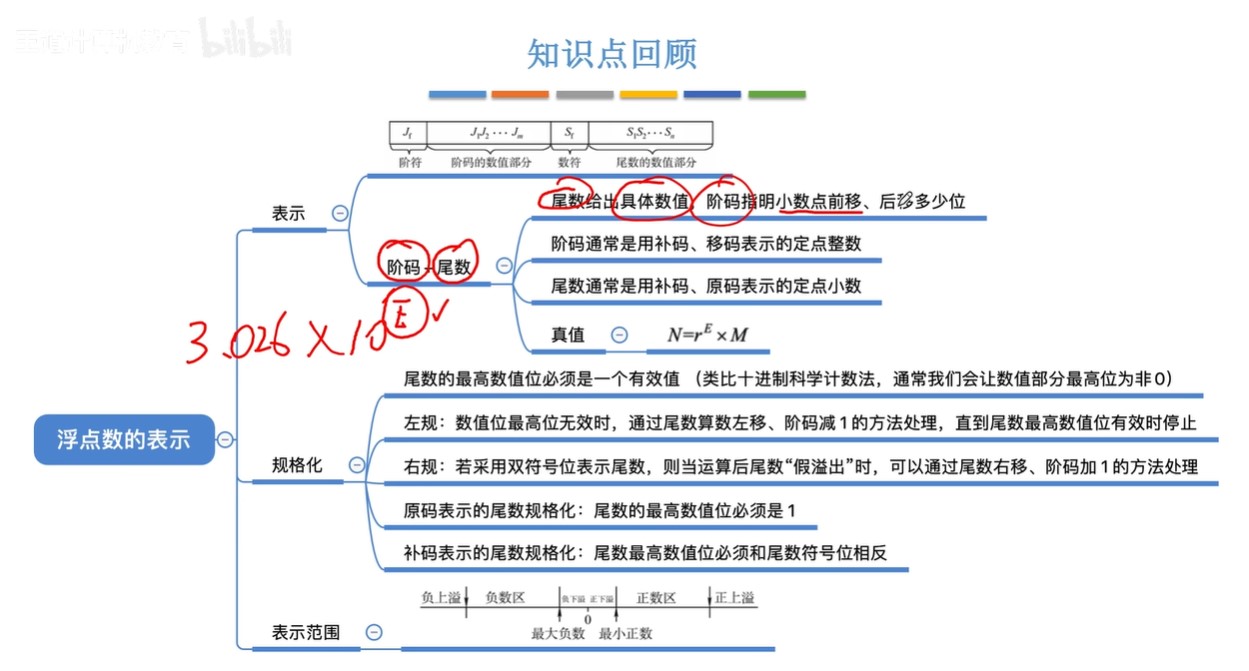 bilibili
知识点回顾
J_f J₁J₂⋯J_m S_f S₁S₂⋯S_n
阶符 阶码的数值部分 数符 尾数的数值部分
表示
尾数给出具体数值,阶码指明小数点前移、后移多少位
阶码通常是用补码、移码表示的定点整数
阶码-尾数
尾数通常是用补码、原码表示的定点小数
真值 N=r^E×M
3.026×10^E
尾数的最高数值位必须是一个有效值(类比十进制科学计数法,通常我们会让数值部分最高位为非0)
左规:数值位最高位无效时,通过尾数算数左移、阶码减1的方法处理,直到尾数最高数值位有效时停止
浮点数的表示
规格化
右规:若采用双符号位表示尾数,则当运算后尾数“假溢出”时,可以通过尾数右移、阶码加1的方法处理
原码表示的尾数规格化:尾数的最高数值位必须是1
补码表示的尾数规格化:尾数最高数值位必须和尾数符号位相反
负上溢 负数区 负下溢 正下溢 正数区 正上溢
0
表示范围
最大负数 最小正数